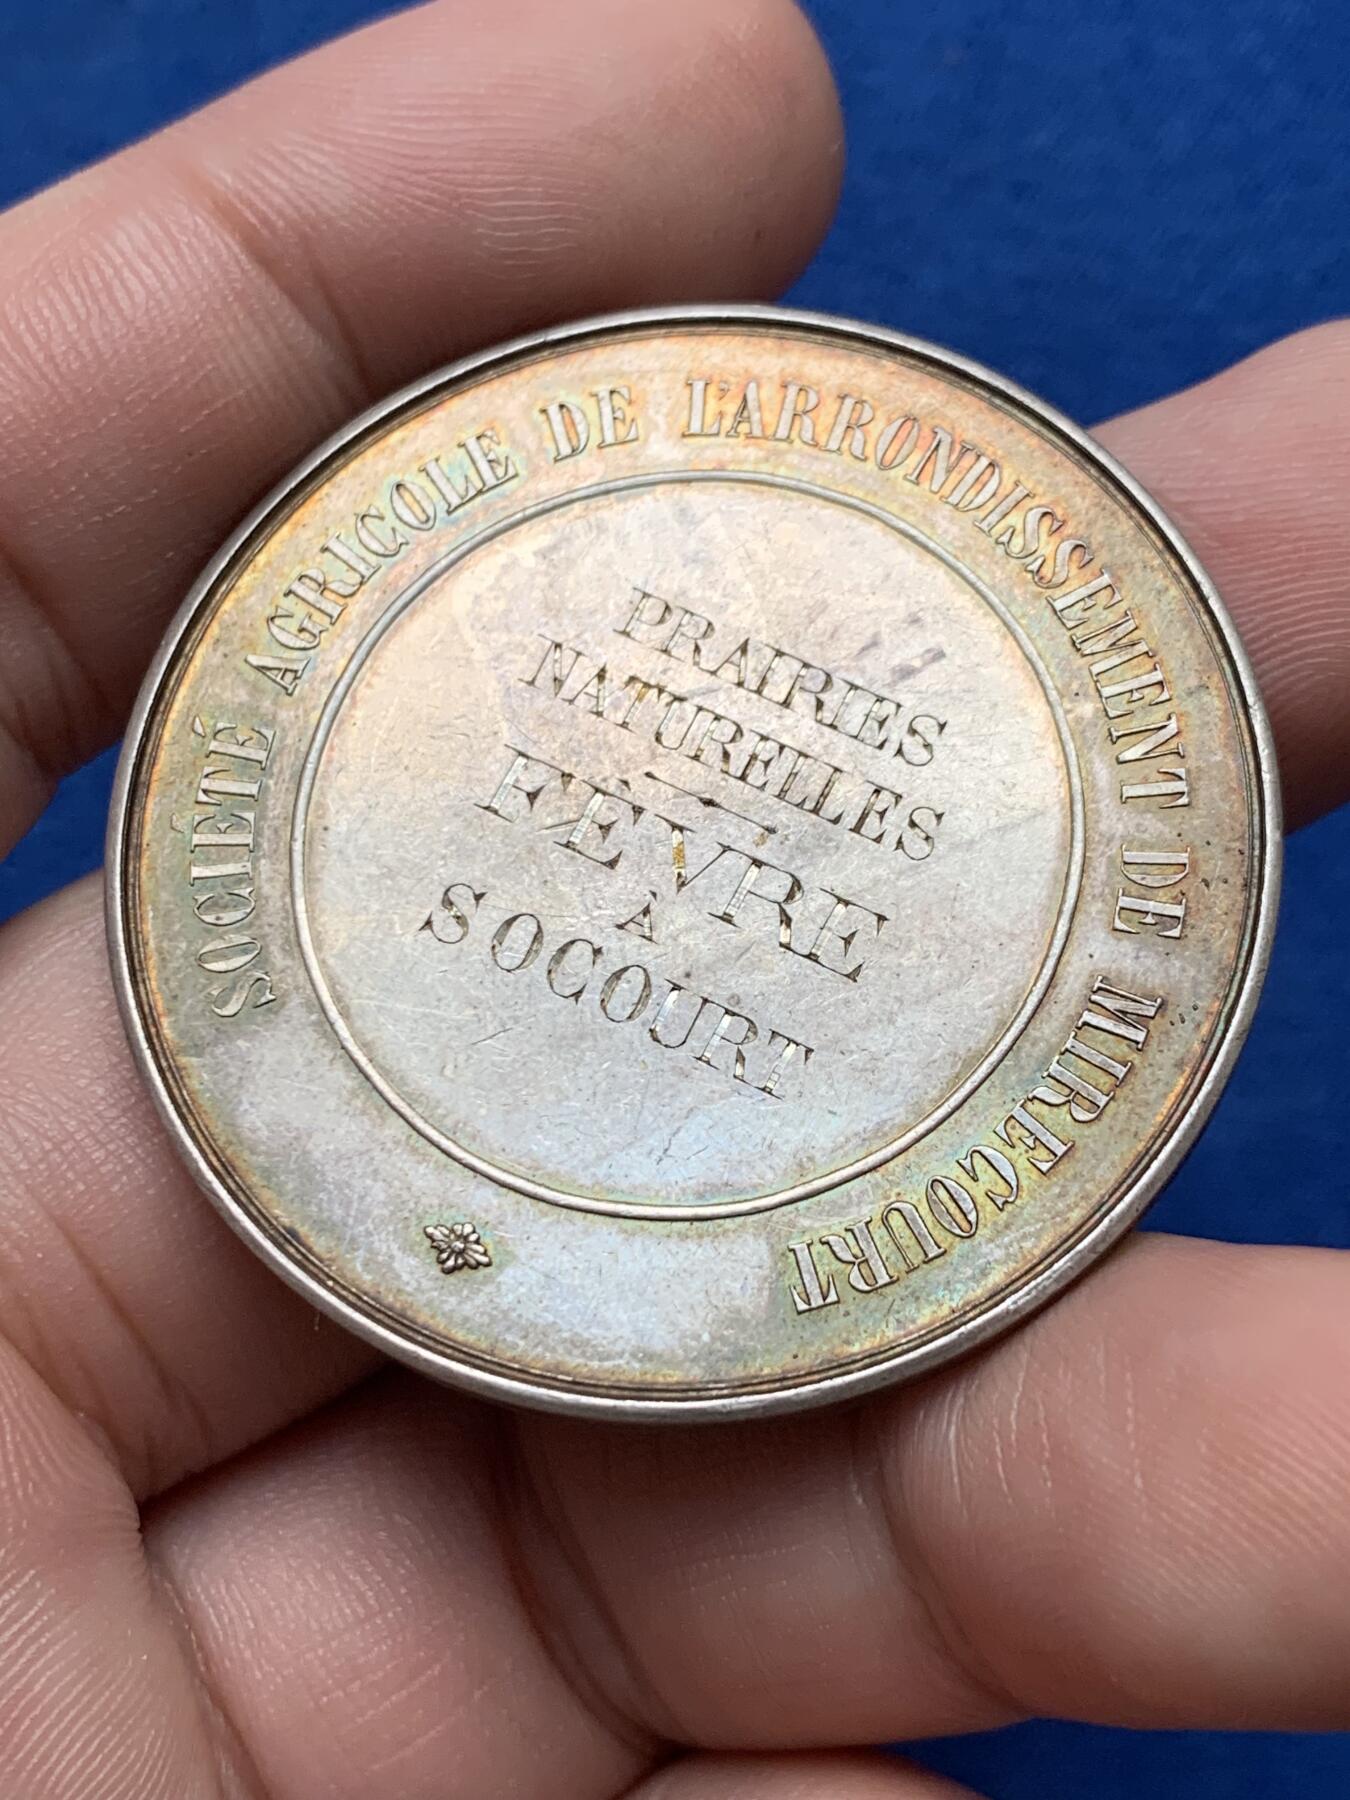 SOCIÉTÉ AGRICOLE DE L'ARRONDISSEMENT DE MIRECOURT
PRAIRIES
NATURELLES
FÈVRE
À
SOCOURT